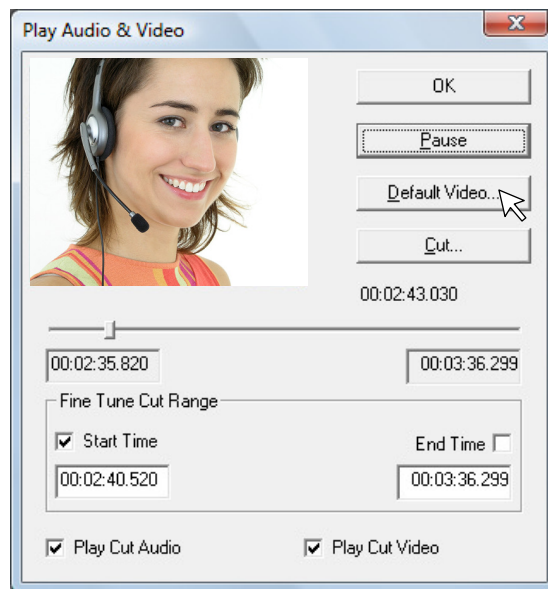 Play Audio & Video
OK
Pause
Default Video...
Cut...
00:02:43.030
00:02:35.820 00:03:36.299
Fine Tune Cut Range
Start Time End Time
00:02:40.520 00:03:36.299
Play Cut Audio Play Cut Video